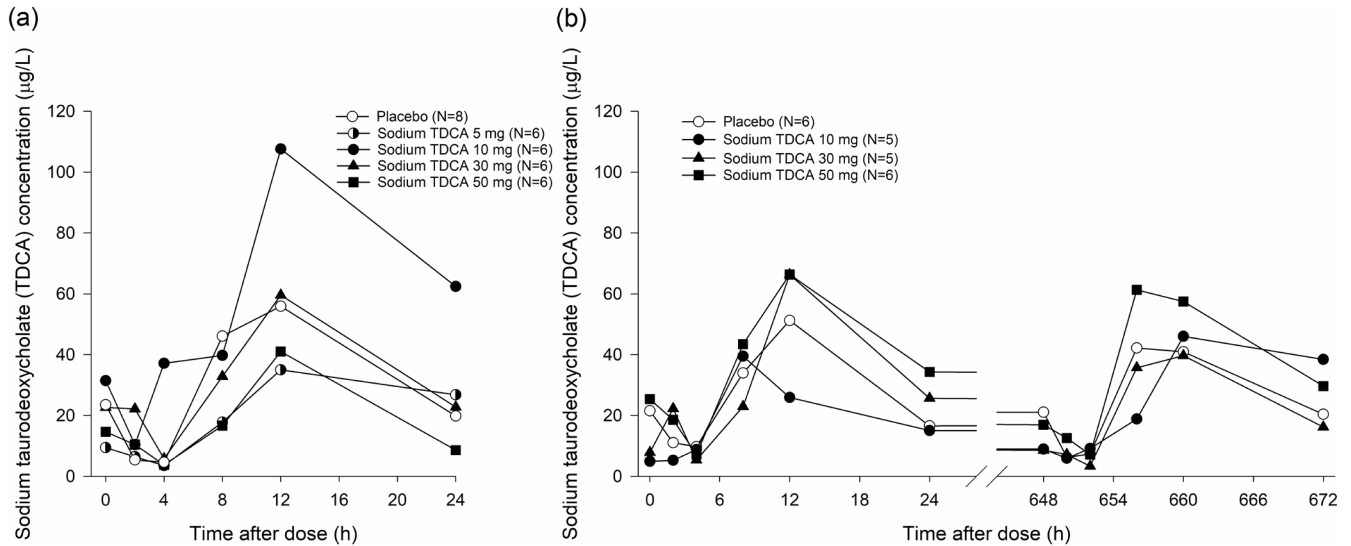 (a)
Sodium taurodeoxycholate (TDCA) concentration (µg/L)
120
100
80
60
40
20
0
Placebo (N=8)
Sodium TDCA 5 mg (N=6)
Sodium TDCA 10 mg (N=6)
Sodium TDCA 30 mg (N=6)
Sodium TDCA 50 mg (N=6)
0 4 8 12 16 20 24
Time after dose (h)
(b)
Sodium taurodeoxycholate (TDCA) concentration (µg/L)
120
100
80
60
40
20
0
Placebo (N=6)
Sodium TDCA 10 mg (N=5)
Sodium TDCA 30 mg (N=5)
Sodium TDCA 50 mg (N=6)
0 6 12 18 24 648 654 660 666 672
Time after dose (h)